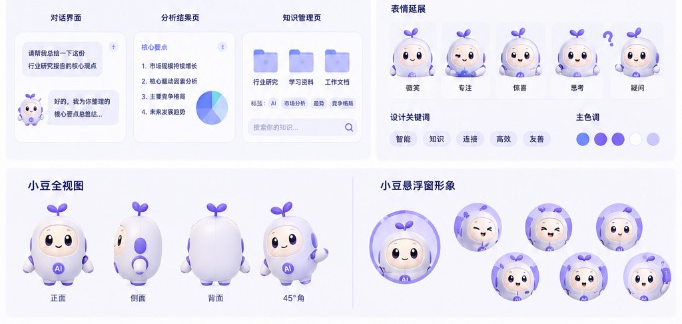 对话界面
请帮我总结一下这份
行业研究报告的核心观点
好的，我为你整理的
核心要点总结...
分析结果页
核心要点
1. 市场规模持续增长
2. 核心驱动因素分析
3. 主要竞争格局
4. 未来发展趋势
知识管理页
行业研究 学习资料 工作文档
标签： AI 市场分析 趋势 竞争格局
搜索你的知识...
表情延展
?
微笑 专注 惊喜 思考 疑问
设计关键词
智能 知识 连接 高效 友善
主色调
小豆全视图
AI AI
正面 侧面 背面 45°角
小豆悬浮窗形象
AI